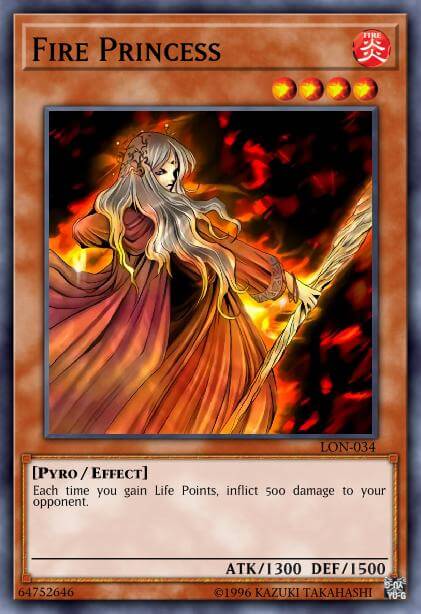 FIRE PRINCESS
FIRE
炎
LON-034
[PYRO / EFFECT]
Each time you gain Life Points, inflict 500 damage to your
opponent.
ATK/1300 DEF/1500
64752646
©1996 KAZUKI TAKAHASHI